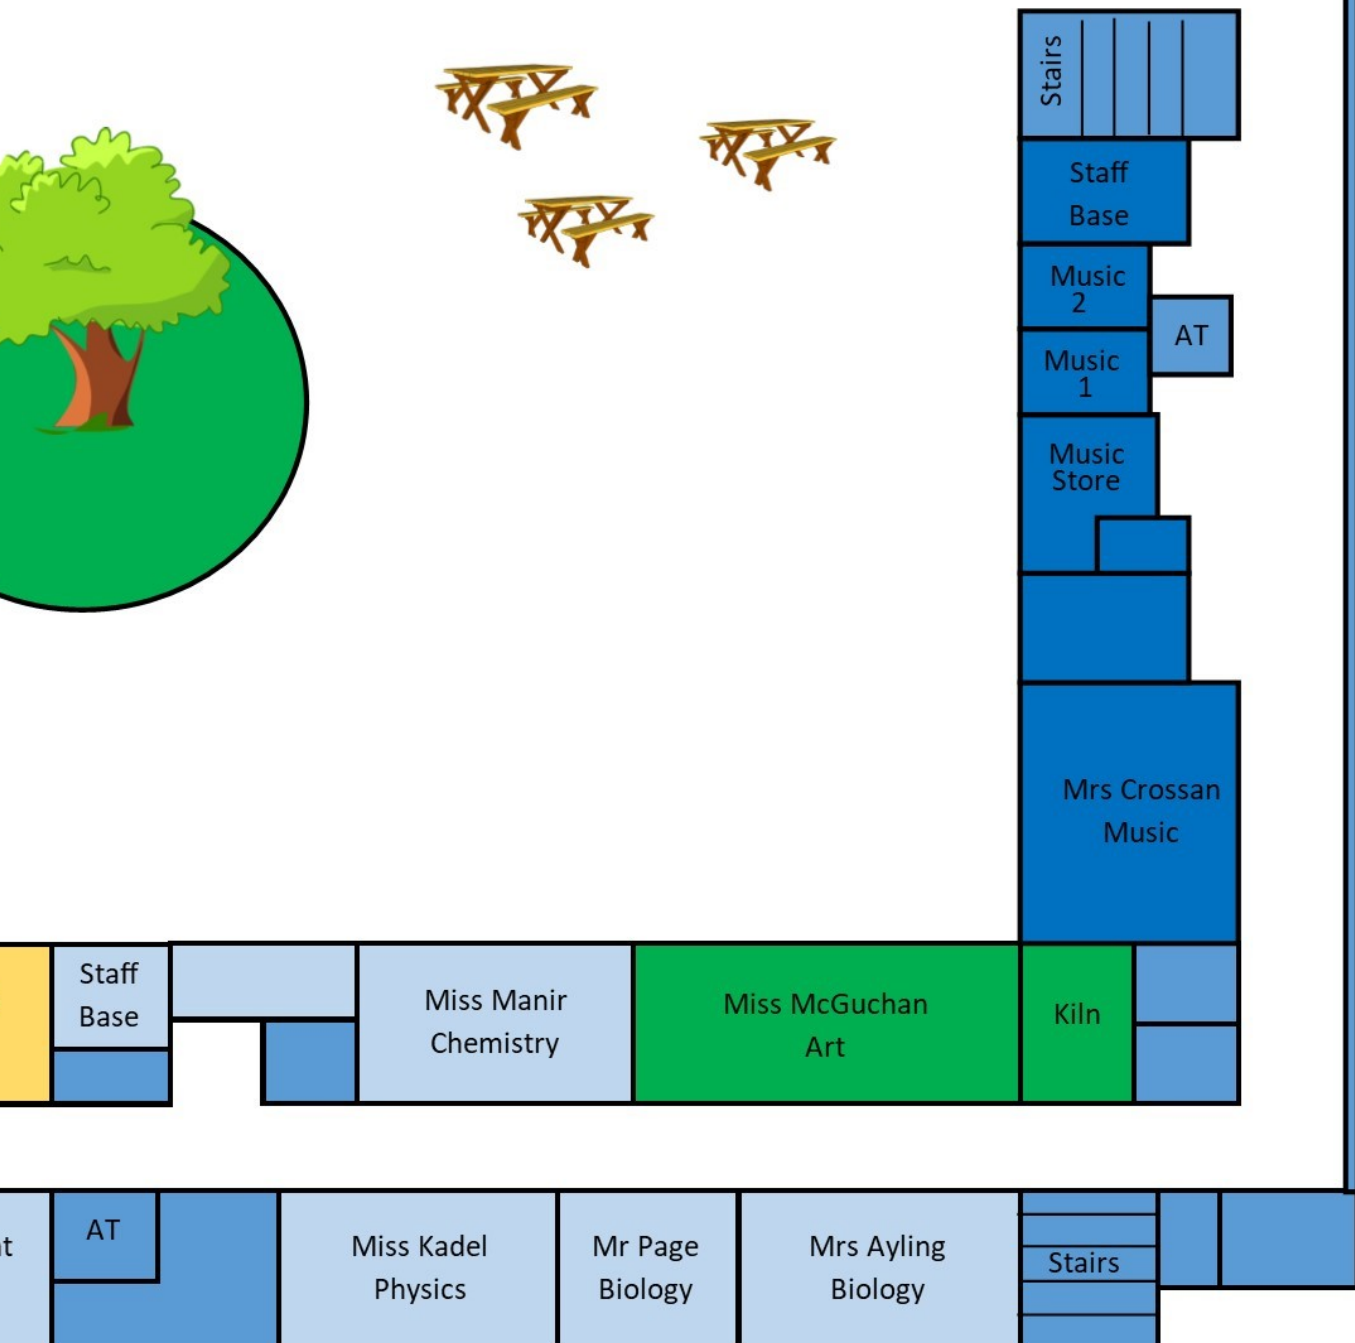 Stairs
Staff
Base
Music
2
AT
Music
1
Music
Store
Mrs Crossan
Music
Staff
Base
Miss Manir
Chemistry
Miss McGuchan
Art
Kiln
AT
Miss Kadel
Physics
Mr Page
Biology
Mrs Ayling
Biology
Stairs